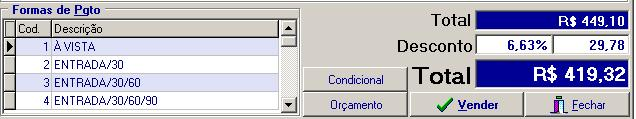 Formas de Pgto
Cod. Descrição
1 À VISTA
2 ENTRADA/30
3 ENTRADA/30/60
4 ENTRADA/30/60/90
Condicional
Orçamento
Total R$ 449,10
Desconto 6,63% 29,78
Total R$ 419,32
Vender
Fechar